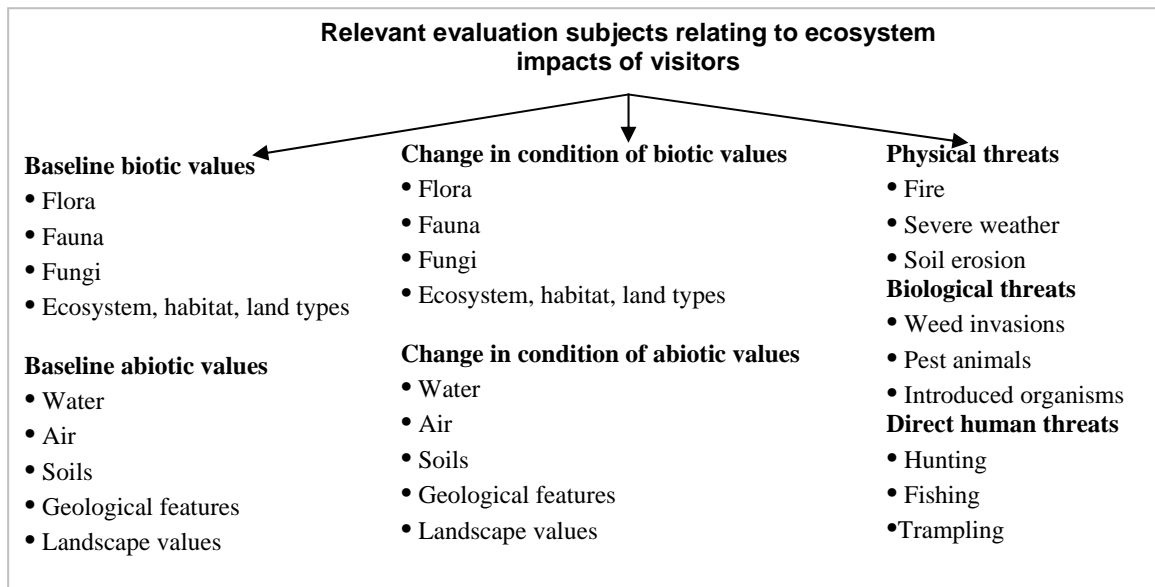 Relevant evaluation subjects relating to ecosystem
impacts of visitors
Baseline biotic values
• Flora
• Fauna
• Fungi
• Ecosystem, habitat, land types
Baseline abiotic values
• Water
• Air
• Soils
• Geological features
• Landscape values
Change in condition of biotic values
• Flora
• Fauna
• Fungi
• Ecosystem, habitat, land types
Change in condition of abiotic values
• Water
• Air
• Soils
• Geological features
• Landscape values
Physical threats
• Fire
• Severe weather
• Soil erosion
Biological threats
• Weed invasions
• Pest animals
• Introduced organisms
Direct human threats
• Hunting
• Fishing
•Trampling